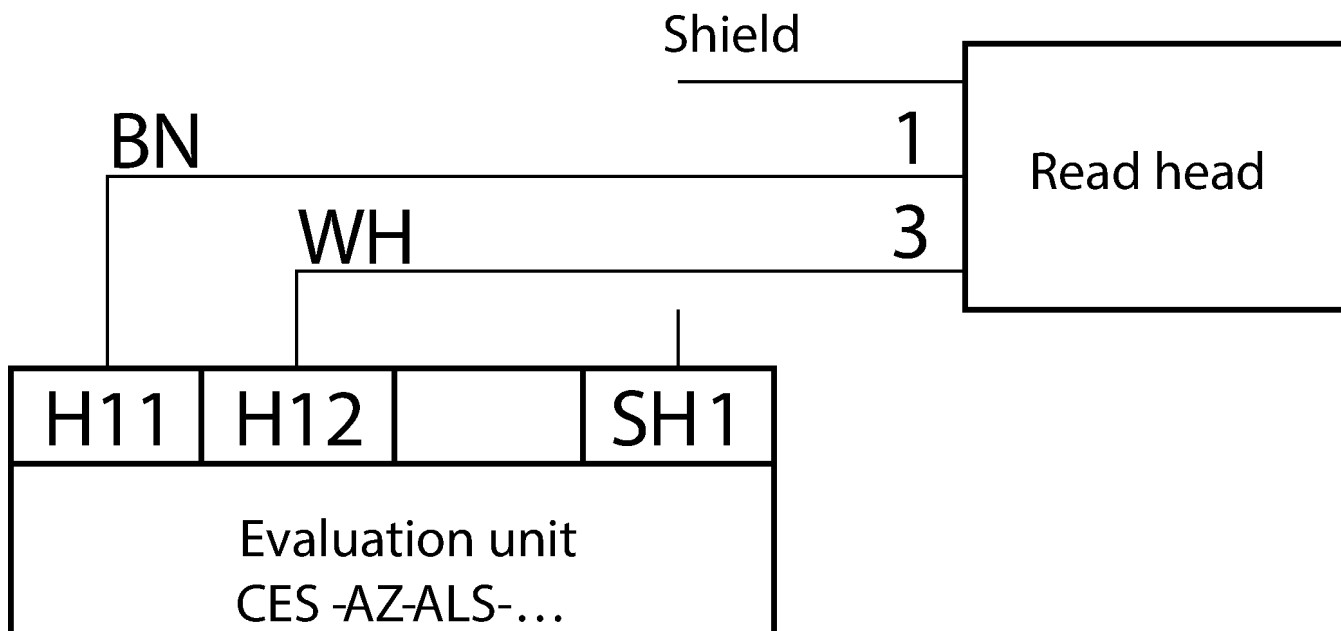 Shield
BN
1
Read head
WH
3
H11
H12
SH1
Evaluation unit
CES -AZ-ALS-...